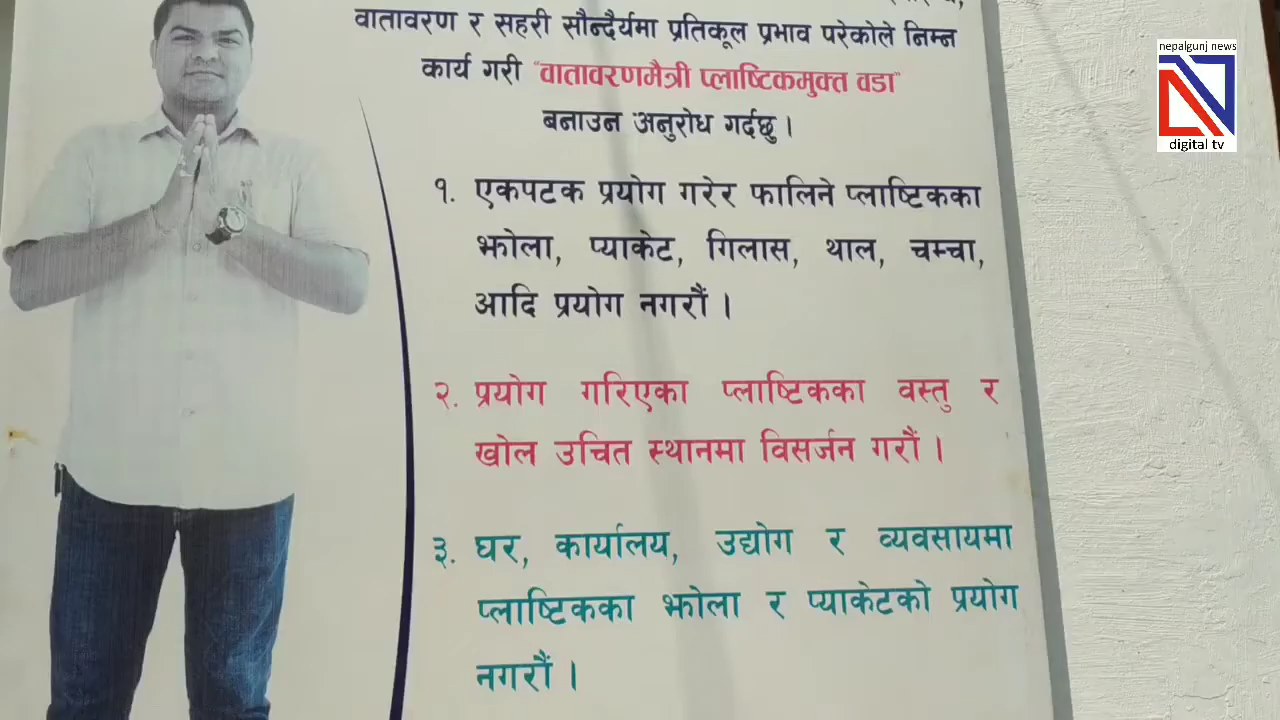 वातावरण र सहरी सौन्दर्यमा प्रतिकूल प्रभाव परेकोले निम्न
कार्य गरी "वातावरणमैत्री प्लाष्टिकमुक्त वडा"
बनाउन अनुरोध गर्दछु ।
१. एकपटक प्रयोग गरेर फालिने प्लाष्टिकका
झोला, प्याकेट, गिलास, थाल, चम्चा,
आदि प्रयोग नगरौं ।
२. प्रयोग गरिएका प्लाष्टिकका वस्तु र
खोल उचित स्थानमा विसर्जन गरौं ।
३. घर, कार्यालय, उद्योग र व्यवसायमा
प्लाष्टिकका झोला र प्याकेटको प्रयोग
नगरौं ।
nepalgunj news
digital tv